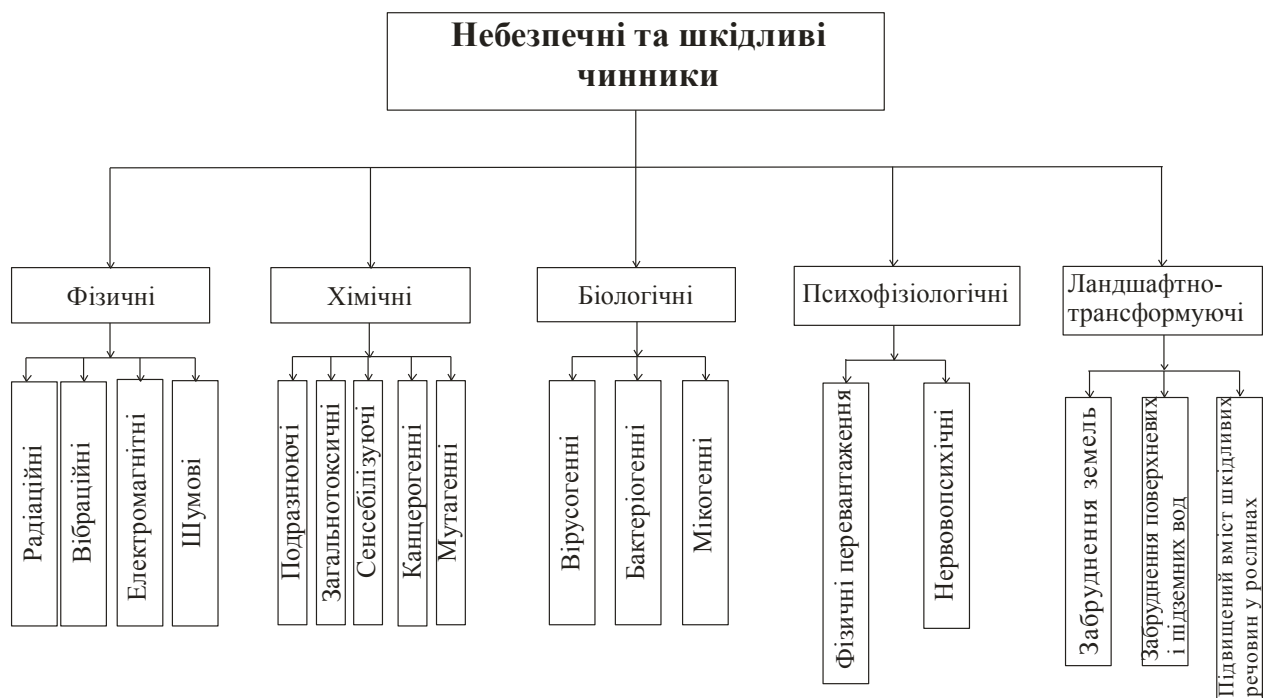 Небезпечні та шкідливі
чинники
Фізичні
Хімічні
Біологічні
Психофізіологічні
Ландшафтно-
трансформуючі
Радіаційні
Вібраційні
Електромагнітні
Шумові
Подразнюючі
Загальнотоксичні
Сенсебілізуючі
Канцерогенні
Мутагенні
Вірусогенні
Бактеріогенні
Мікогенні
Фізичні перевантаження
Нервовопсихічні
Забруднення земель
Забруднення поверхневих
і підземних вод
Підвищений вміст шкідливих
речовин у рослинах